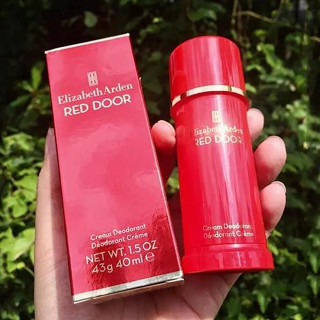 Elizabeth Arden
RED DOOR
Cream Deodorant
Déodorant Crème
NET WT. 1.5 OZ
43g 40ml ℮
Elizabeth Arden
RED DOOR
Cream Deodorant
Déodorant Crème